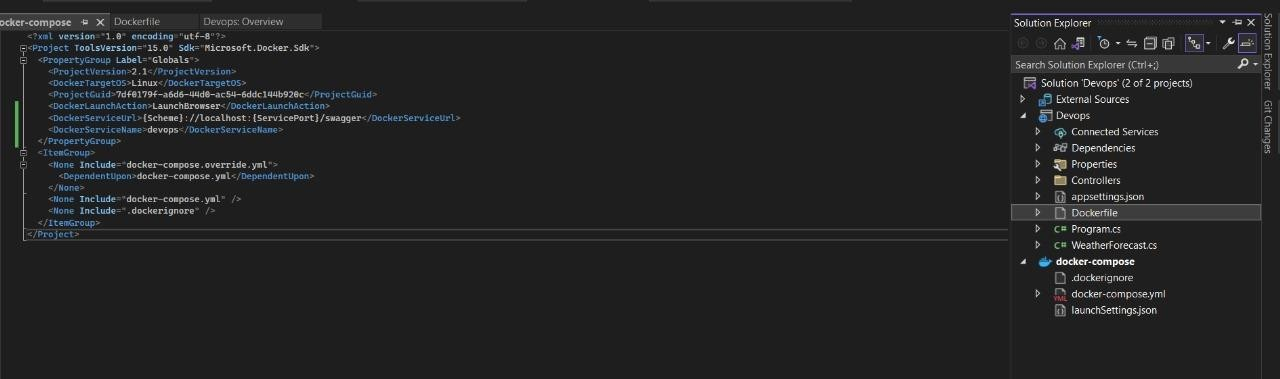 ocker-compose
Dockerfile
Devops: Overview
<?xml version="1.0" encoding="utf-8"?>
<Project ToolsVersion="15.0" Sdk="Microsoft.Docker.Sdk">
<PropertyGroup Label="Globals">
<ProjectVersion>2.1</ProjectVersion>
<DockerTargetOS>Linux</DockerTargetOS>
<ProjectGuid>7df0179f-a6d6-44d0-ac54-6ddc144b920c</ProjectGuid>
<DockerLaunchAction>LaunchBrowser</DockerLaunchAction>
<DockerServiceUrl>{Scheme}://localhost:{ServicePort}/swagger</DockerServiceUrl>
<DockerServiceName>devops</DockerServiceName>
</PropertyGroup>
<ItemGroup>
<None Include="docker-compose.override.yml">
<DependentUpon>docker-compose.yml</DependentUpon>
</None>
<None Include="docker-compose.yml" />
<None Include=".dockerignore" />
</ItemGroup>
</Project>
Solution Explorer
Search Solution Explorer (Ctrl+;)
Solution 'Devops' (2 of 2 projects)
External Sources
Devops
Connected Services
Dependencies
Properties
Controllers
appsettings.json
Dockerfile
C# Program.cs
C# WeatherForecast.cs
docker-compose
.dockerignore
YML docker-compose.yml
launchSettings.json
Solution Explorer
Git Changes